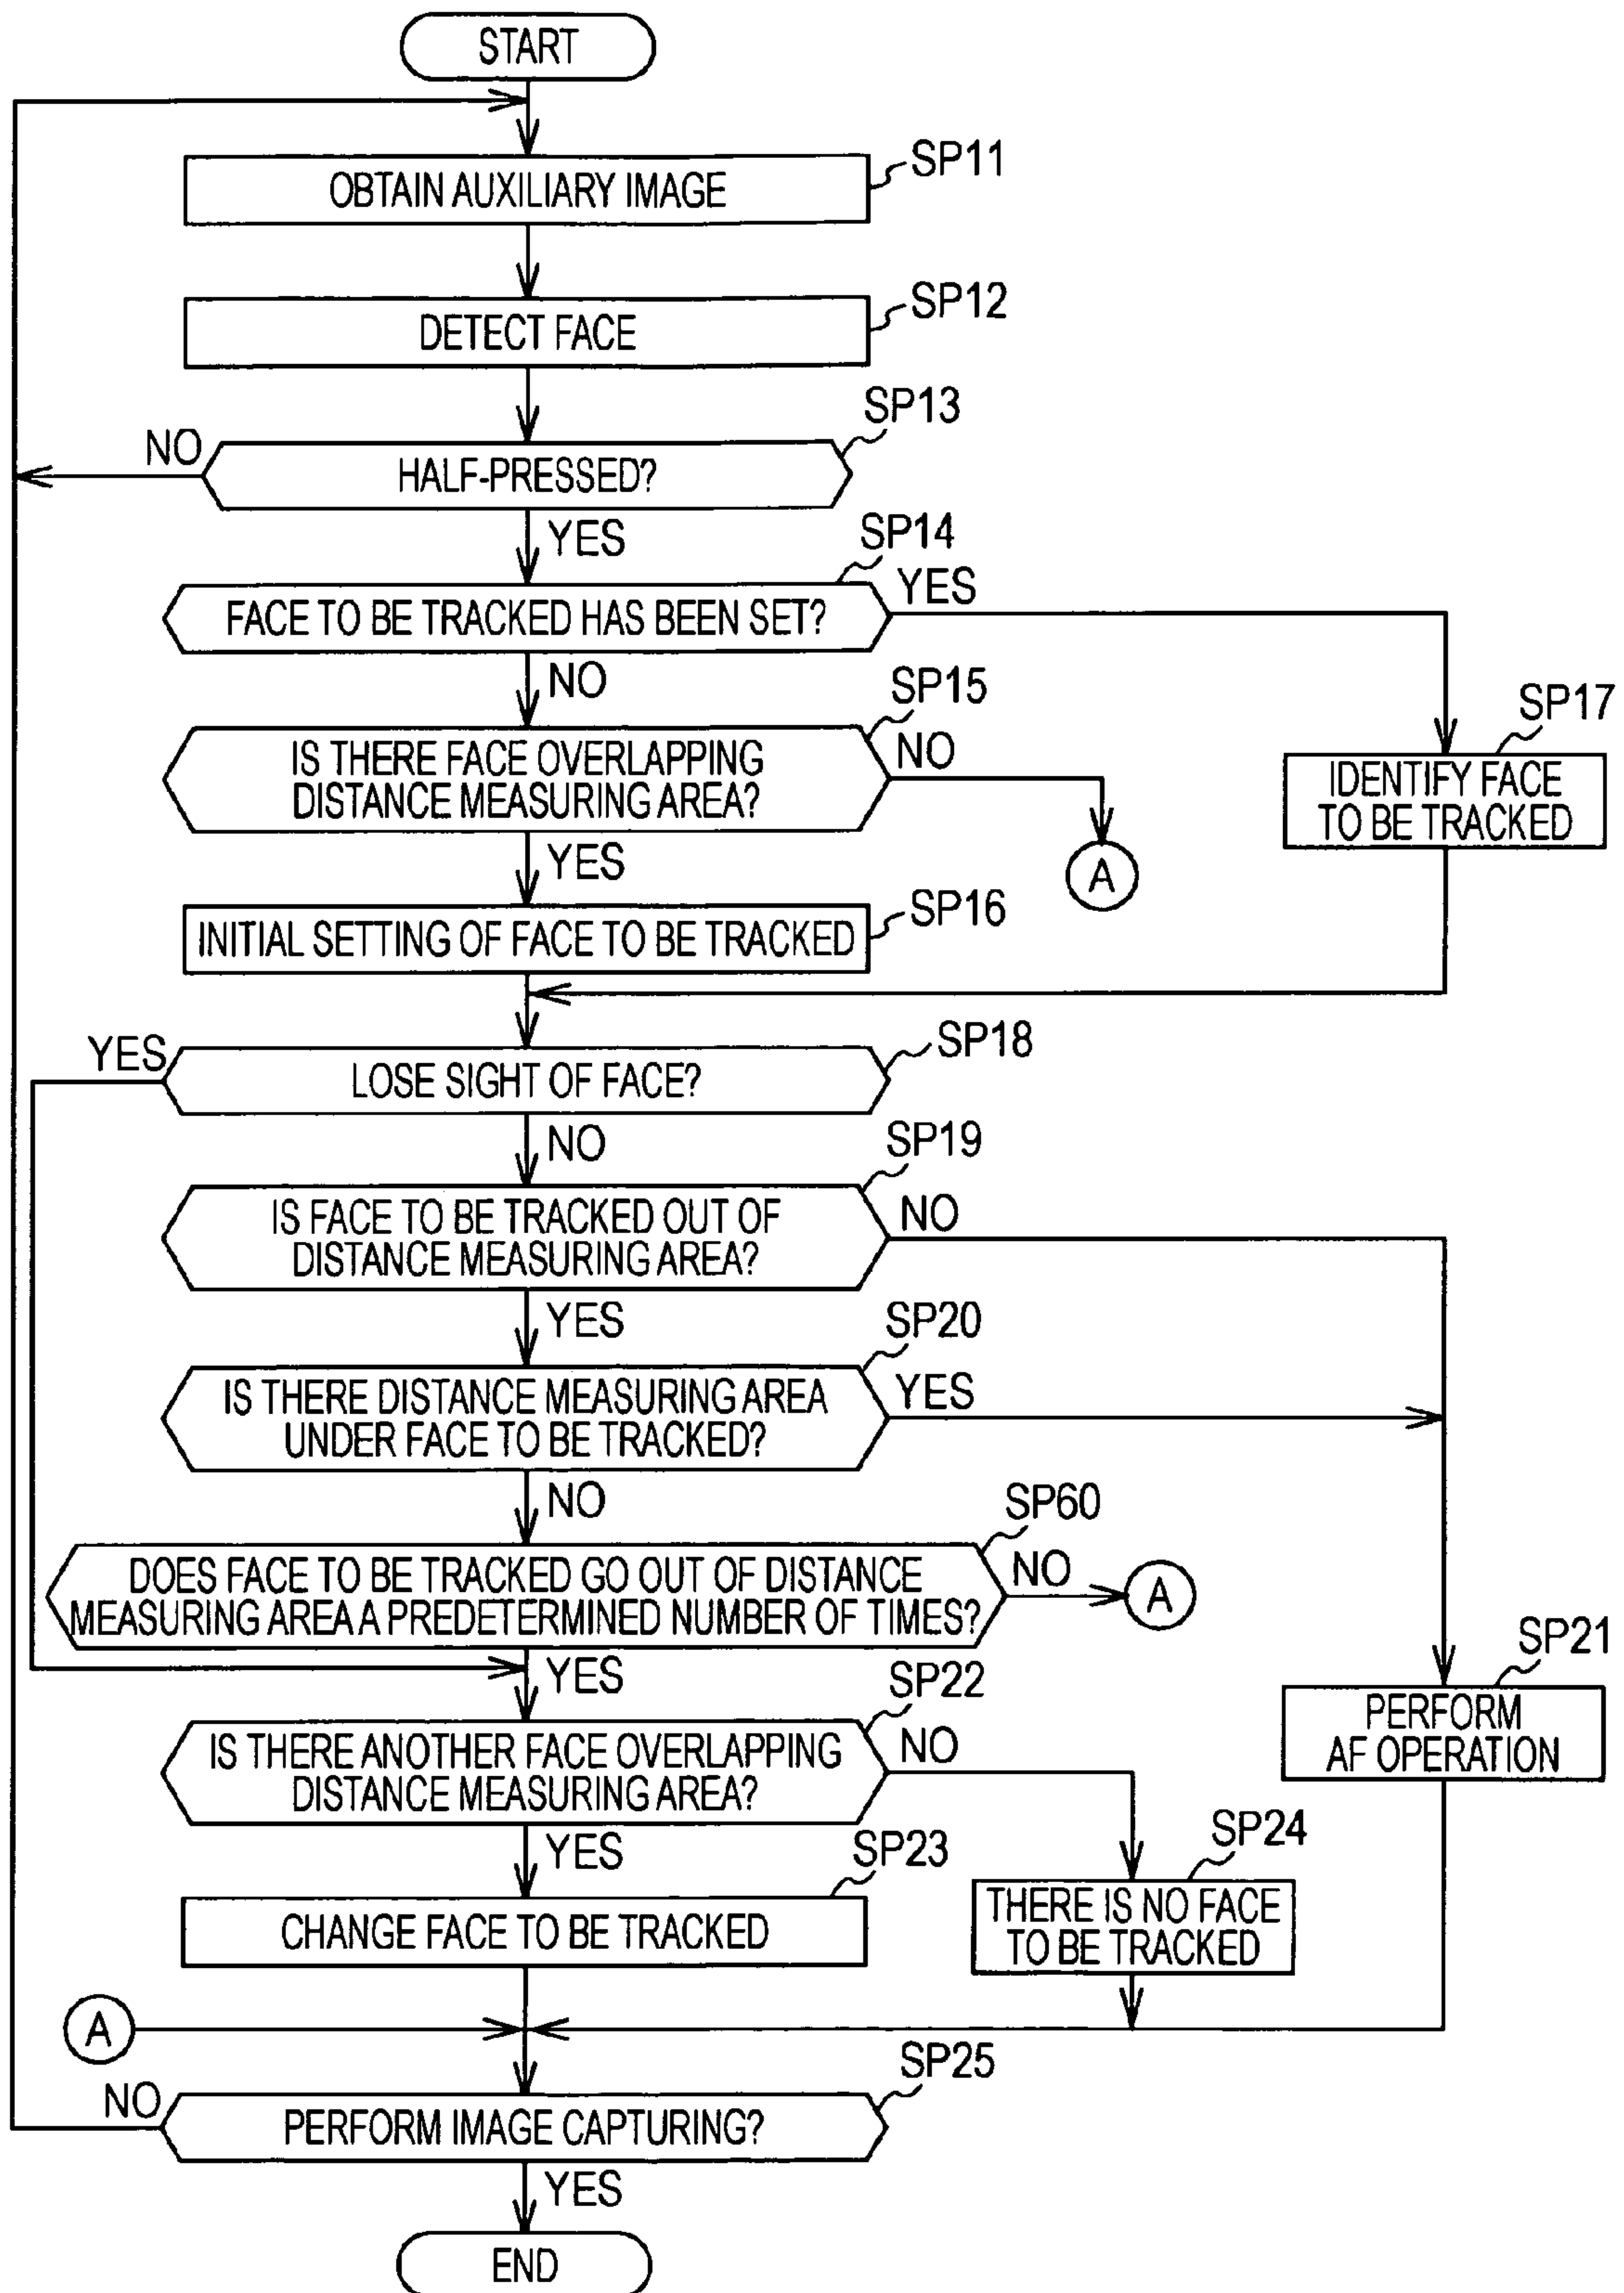 START
OBTAIN AUXILIARY IMAGE
SP11
DETECT FACE
SP12
HALF-PRESSED?
SP13
NO
YES
FACE TO BE TRACKED HAS BEEN SET?
SP14
YES
NO
IS THERE FACE OVERLAPPING
DISTANCE MEASURING AREA?
SP15
NO
A
YES
SP17
IDENTIFY FACE
TO BE TRACKED
INITIAL SETTING OF FACE TO BE TRACKED
SP16
LOSE SIGHT OF FACE?
SP18
YES
NO
IS FACE TO BE TRACKED OUT OF
DISTANCE MEASURING AREA?
SP19
NO
YES
IS THERE DISTANCE MEASURING AREA
UNDER FACE TO BE TRACKED?
SP20
YES
NO
DOES FACE TO BE TRACKED GO OUT OF DISTANCE
MEASURING AREA A PREDETERMINED NUMBER OF TIMES?
SP60
NO
A
YES
SP21
PERFORM
AF OPERATION
IS THERE ANOTHER FACE OVERLAPPING
DISTANCE MEASURING AREA?
SP22
NO
YES
CHANGE FACE TO BE TRACKED
SP23
SP24
THERE IS NO FACE
TO BE TRACKED
A
PERFORM IMAGE CAPTURING?
SP25
NO
YES
END